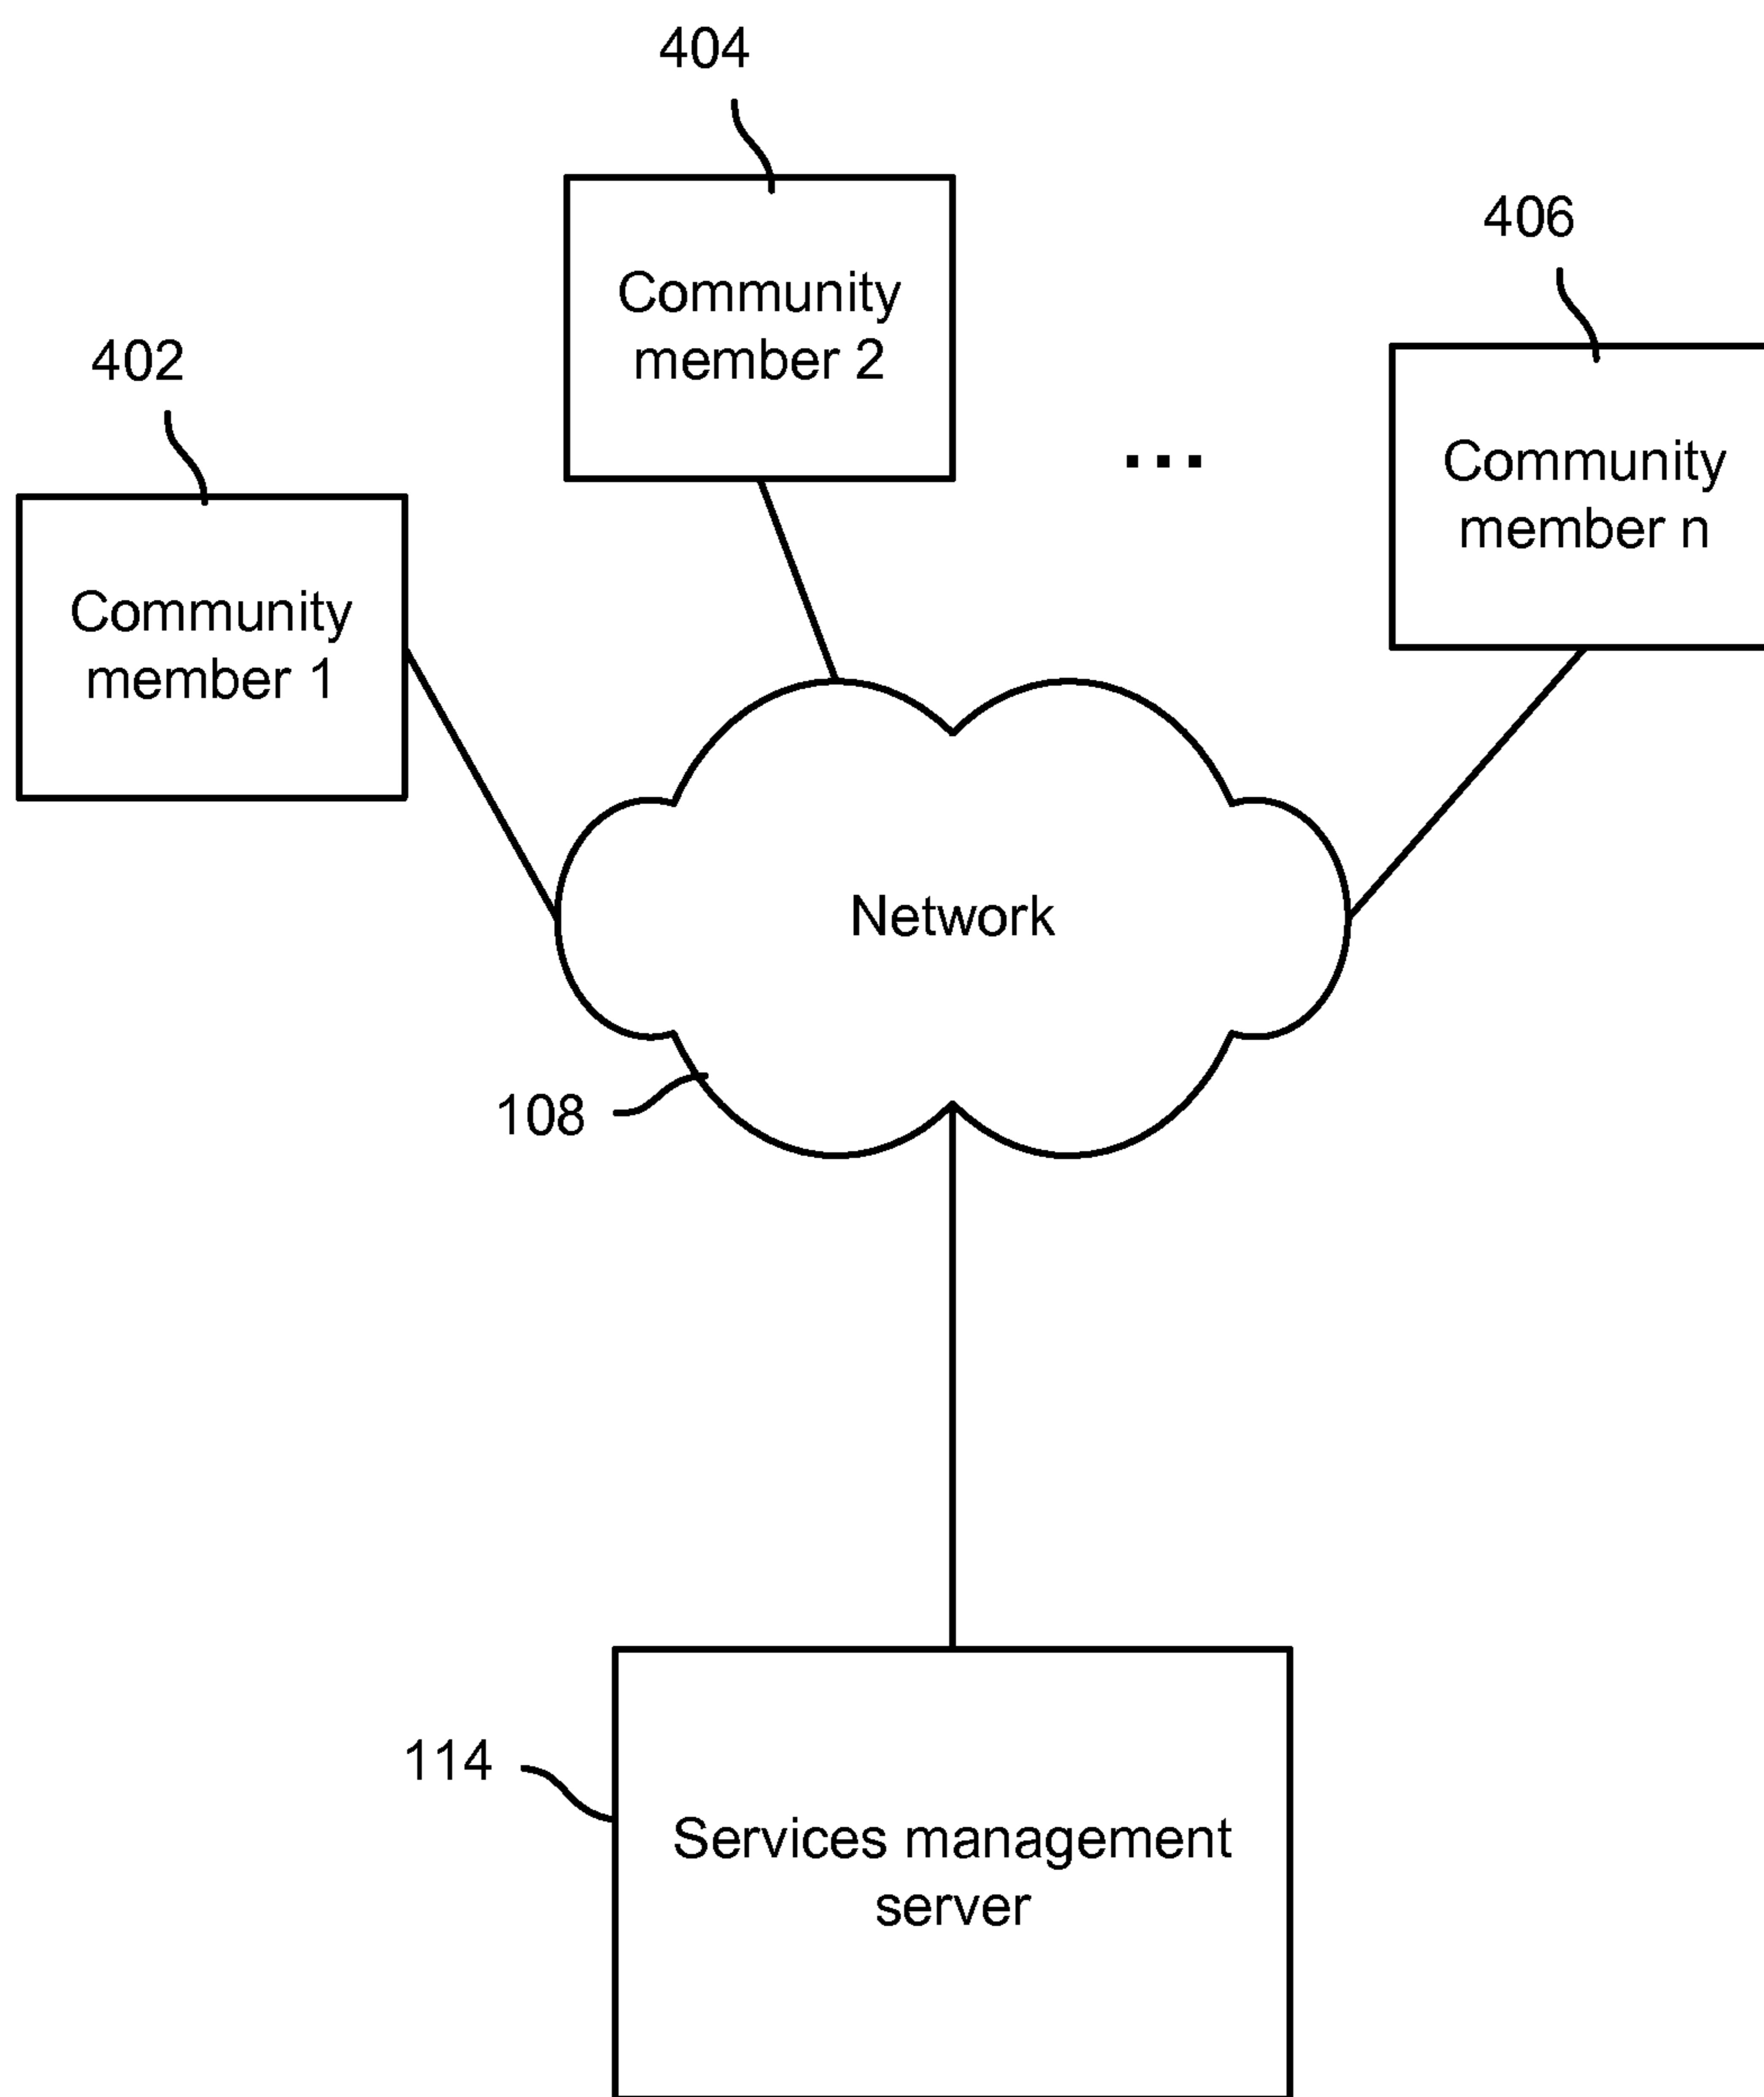 404
Community
member 2
406
Community
member n
...
402
Community
member 1
Network
108
114
Services management
server